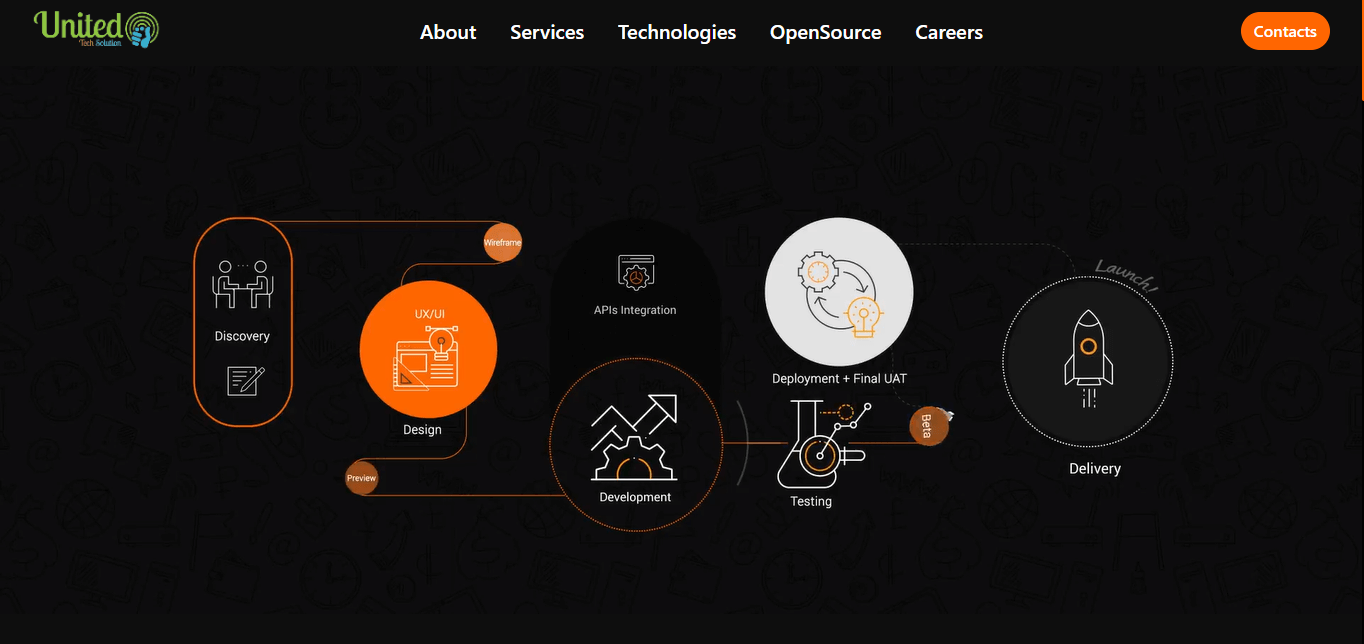 United
Tech Solution
About
Services
Technologies
OpenSource
Careers
Contacts
Discovery
Wireframe
UX/UI
Design
Preview
APIs Integration
Development
Deployment + Final UAT
Testing
Beta
Launch!
Delivery